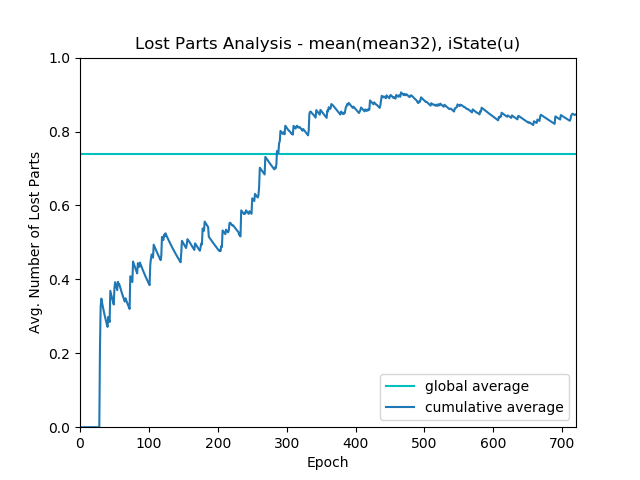 Lost Parts Analysis - mean(mean32), iState(u)
Avg. Number of Lost Parts
1.0
0.8
0.6
0.4
0.2
0.0
0 100 200 300 400 500 600 700
Epoch
global average
cumulative average